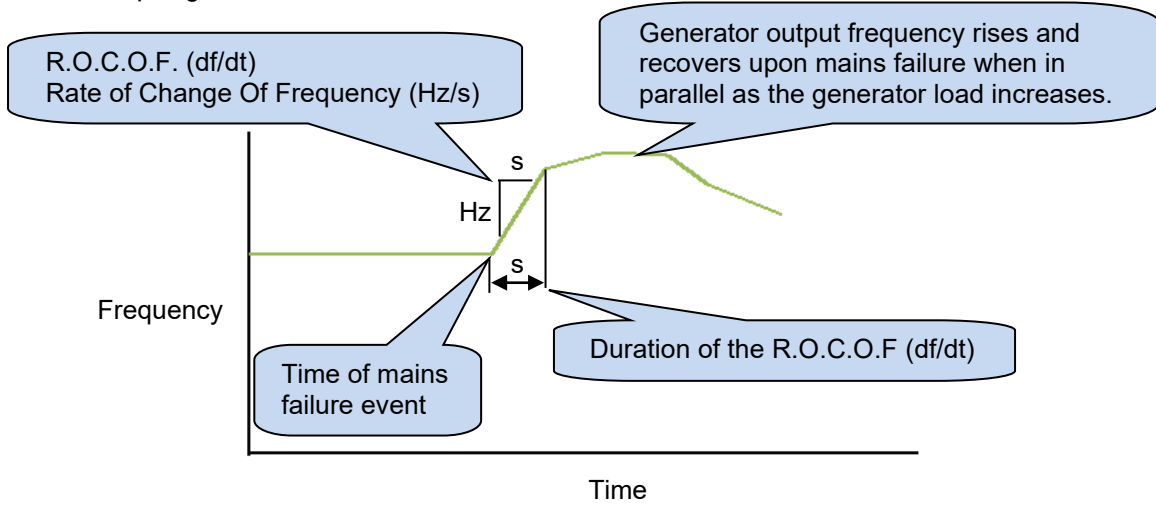 R.O.C.O.F. (df/dt)
Rate of Change Of Frequency (Hz/s)
Generator output frequency rises and
recovers upon mains failure when in
parallel as the generator load increases.
s
Hz
s
Frequency
Time of mains
failure event
Duration of the R.O.C.O.F (df/dt)
Time